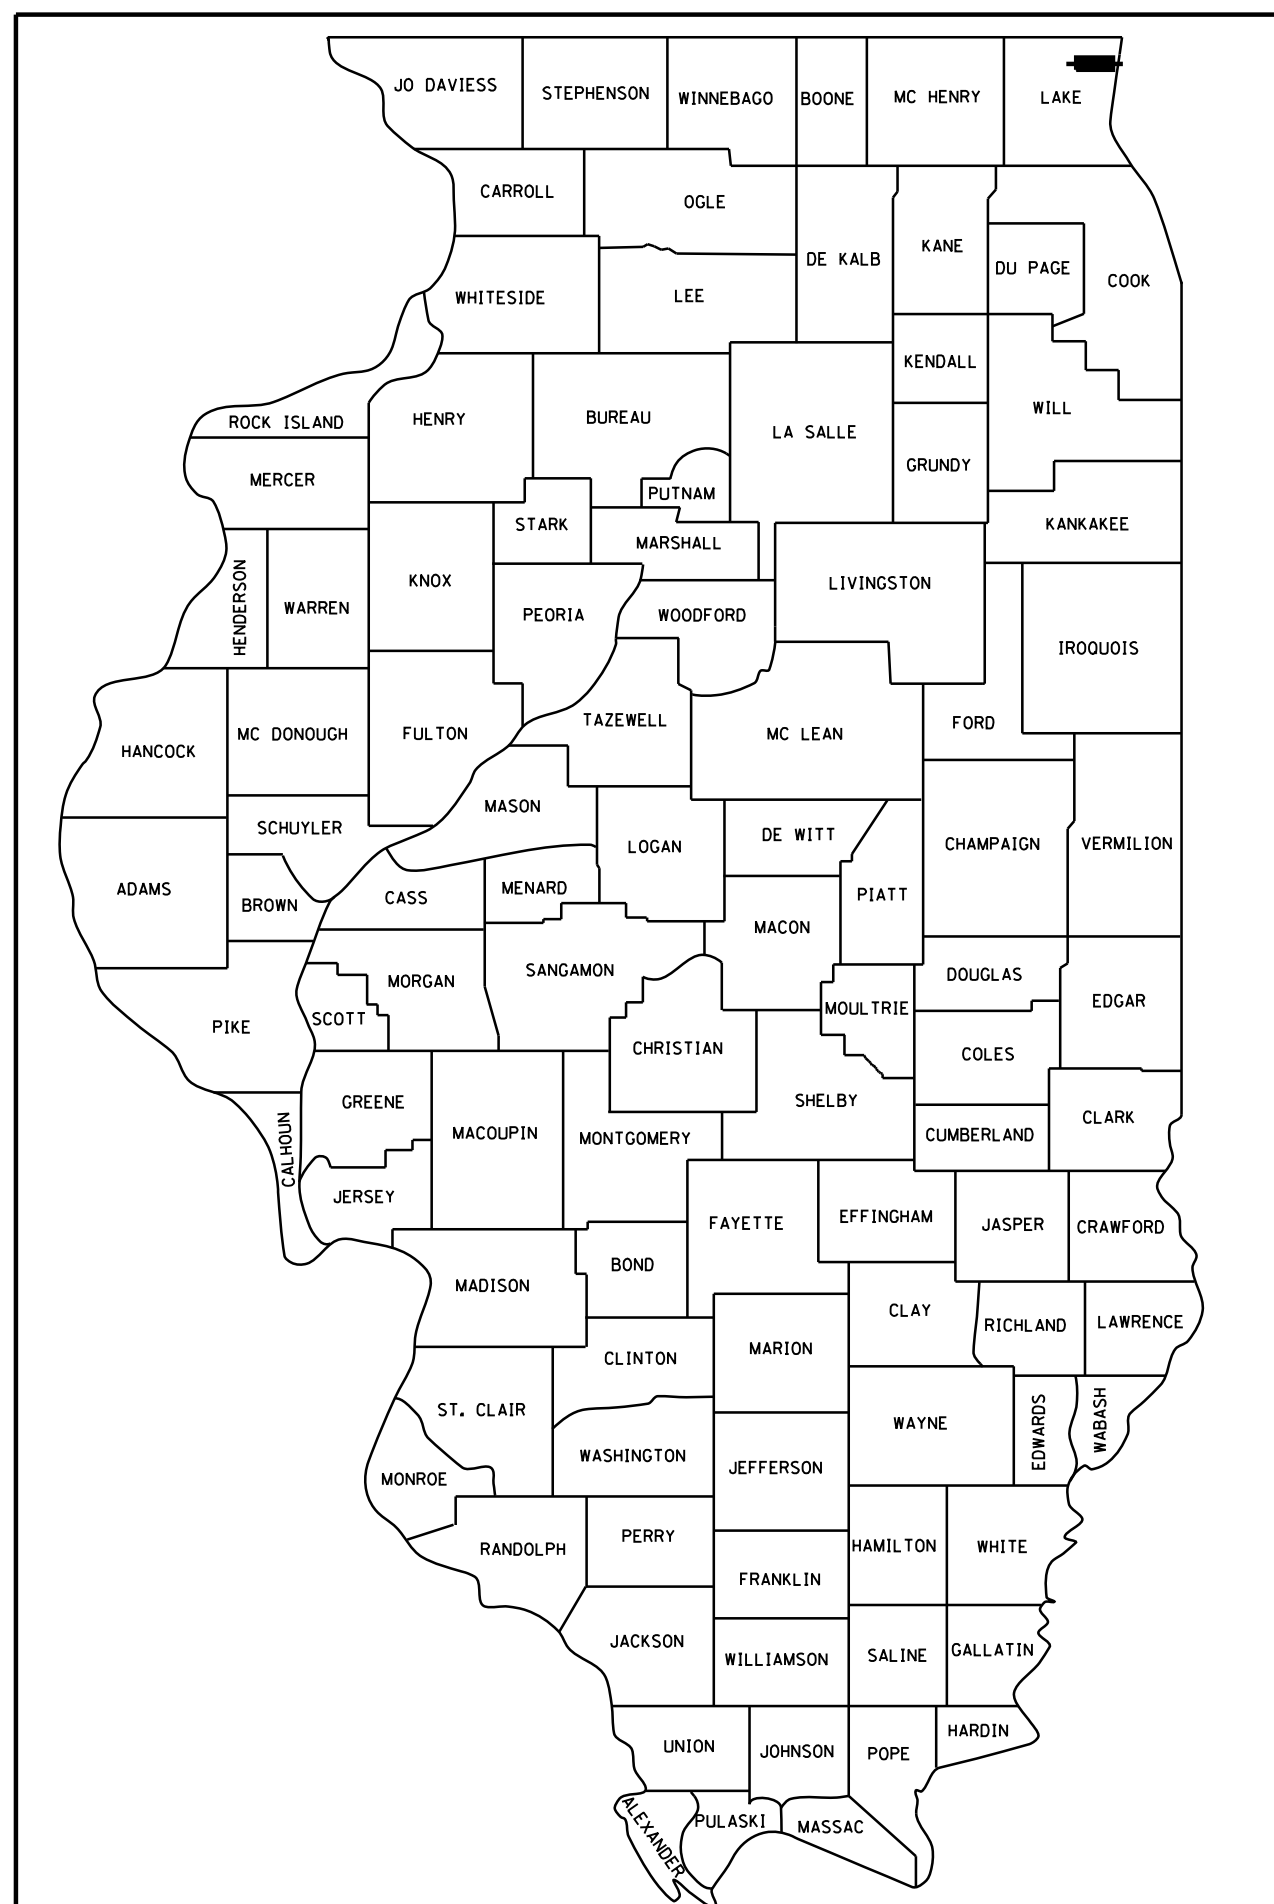 JO DAVIESS
STEPHENSON
WINNEBAGO
BOONE
MC HENRY
LAKE
CARROLL
OGLE
DE KALB
KANE
DU PAGE
COOK
WHITESIDE
LEE
KENDALL
WILL
ROCK ISLAND
HENRY
BUREAU
LA SALLE
GRUNDY
MERCER
PUTNAM
STARK
MARSHALL
KANKAKEE
HENDERSON
WARREN
KNOX
PEORIA
WOODFORD
LIVINGSTON
IROQUOIS
HANCOCK
MC DONOUGH
FULTON
TAZEWELL
MC LEAN
FORD
MASON
SCHUYLER
LOGAN
DE WITT
CHAMPAIGN
VERMILION
ADAMS
BROWN
CASS
MENARD
PIATT
MACON
MORGAN
SANGAMON
DOUGLAS
PIKE
SCOTT
MOULTRIE
EDGAR
CHRISTIAN
COLES
GREENE
SHELBY
CALHOUN
MACOUPIN
MONTGOMERY
CUMBERLAND
CLARK
JERSEY
FAYETTE
EFFINGHAM
JASPER
CRAWFORD
BOND
MADISON
CLAY
RICHLAND
LAWRENCE
CLINTON
MARION
ST. CLAIR
WAYNE
EDWARDS
WABASH
MONROE
WASHINGTON
JEFFERSON
RANDOLPH
PERRY
HAMILTON
WHITE
FRANKLIN
JACKSON
WILLIAMSON
SALINE
GALLATIN
UNION
JOHNSON
POPE
HARDIN
ALEXANDER
PULASKI
MASSAC